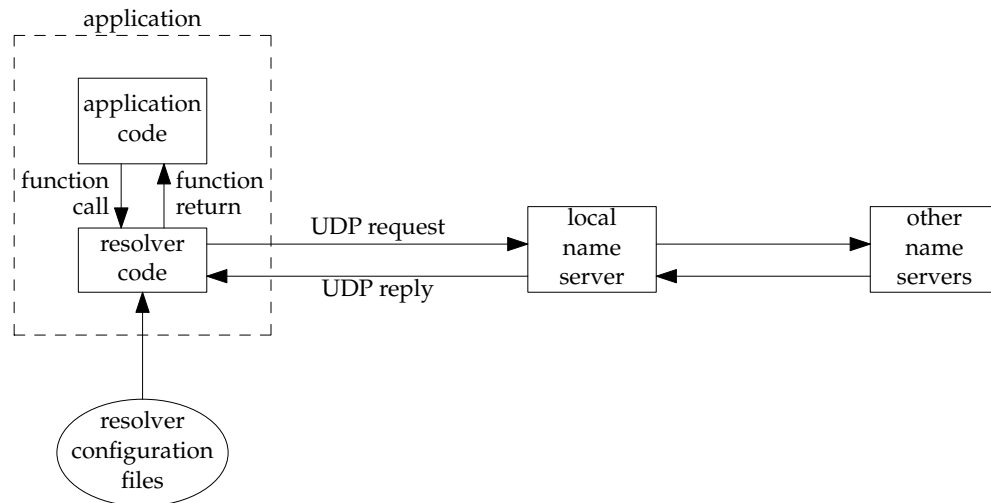 application
application
code
function
call
function
return
resolver
code
UDP request
UDP reply
local
name
server
other
name
servers
resolver
configuration
files